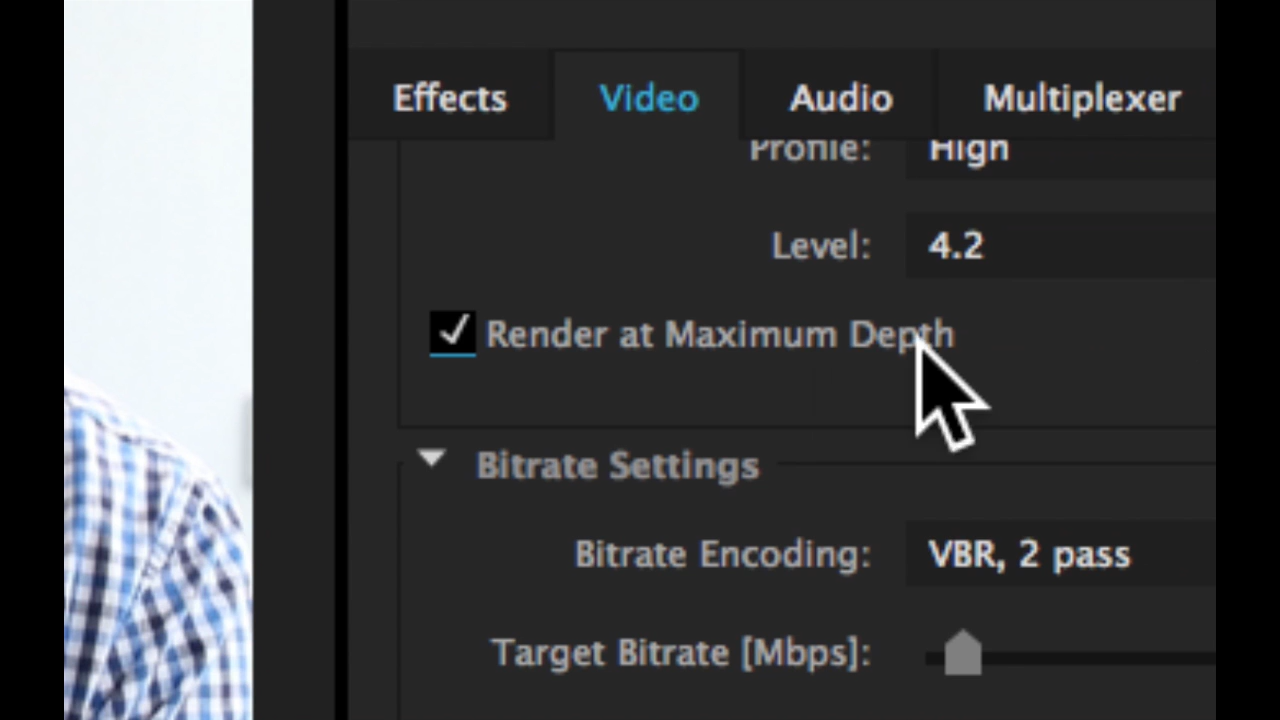 Effects Video Audio Multiplexer
Profile: High
Level: 4.2
Render at Maximum Depth
Bitrate Settings
Bitrate Encoding: VBR, 2 pass
Target Bitrate [Mbps]: